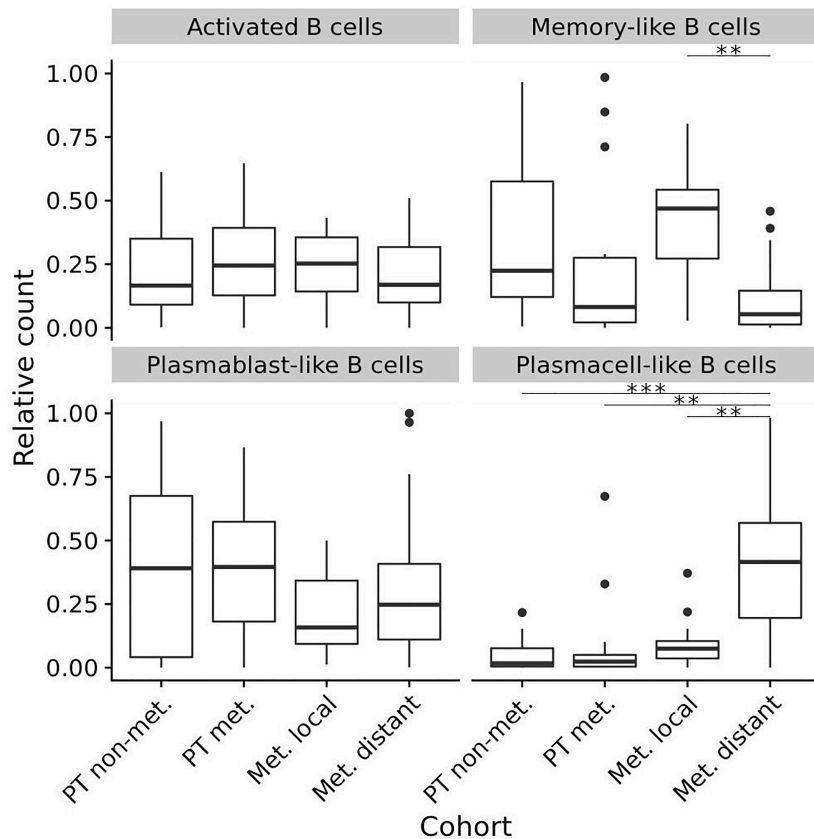 Activated B cells
Memory-like B cells
**
1.00
0.75
0.50
0.25
0.00
Plasmablast-like B cells
Plasmacell-like B cells
***
**
**
1.00
0.75
0.50
0.25
0.00
Relative count
PT non-met.
PT met.
Met. local
Met. distant
PT non-met.
PT met.
Met. local
Met. distant
Cohort